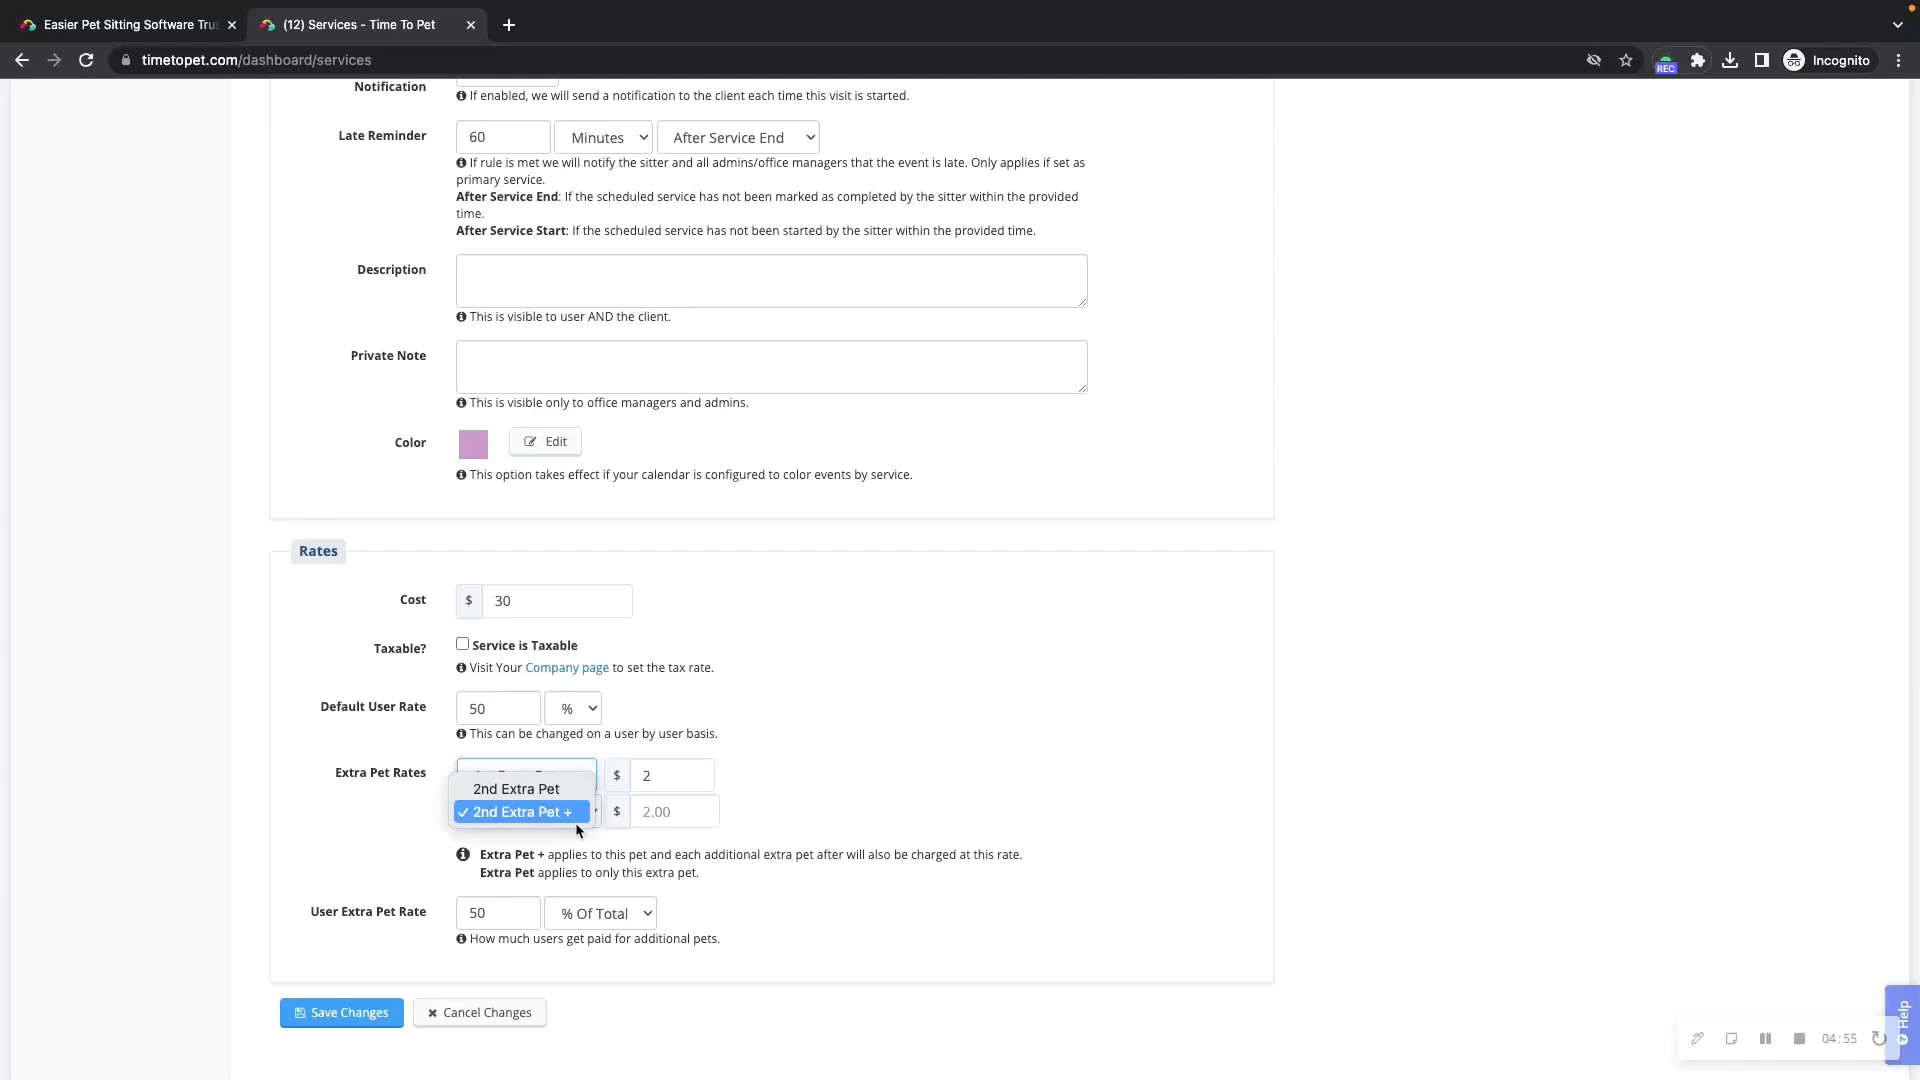 Easier Pet Sitting Software Tru
(12) Services - Time To Pet
timetopet.com/dashboard/services
REC
Incognito
Notification
If enabled, we will send a notification to the client each time this visit is started.
Late Reminder
60
Minutes
After Service End
If rule is met we will notify the sitter and all admins/office managers that the event is late. Only applies if set as
primary service.
After Service End: If the scheduled service has not been marked as completed by the sitter within the provided
time.
After Service Start: If the scheduled service has not been started by the sitter within the provided time.
Description
This is visible to user AND the client.
Private Note
This is visible only to office managers and admins.
Color
Edit
This option takes effect if your calendar is configured to color events by service.
Rates
Cost
$ 30
Taxable?
Service is Taxable
Visit Your Company page to set the tax rate.
Default User Rate
50
%
This can be changed on a user by user basis.
Extra Pet Rates
$ 2
2nd Extra Pet
✓ 2nd Extra Pet +
$ 2.00
Extra Pet + applies to this pet and each additional extra pet after will also be charged at this rate.
Extra Pet applies to only this extra pet.
User Extra Pet Rate
50
% Of Total
How much users get paid for additional pets.
Save Changes
Cancel Changes
Help
04:55